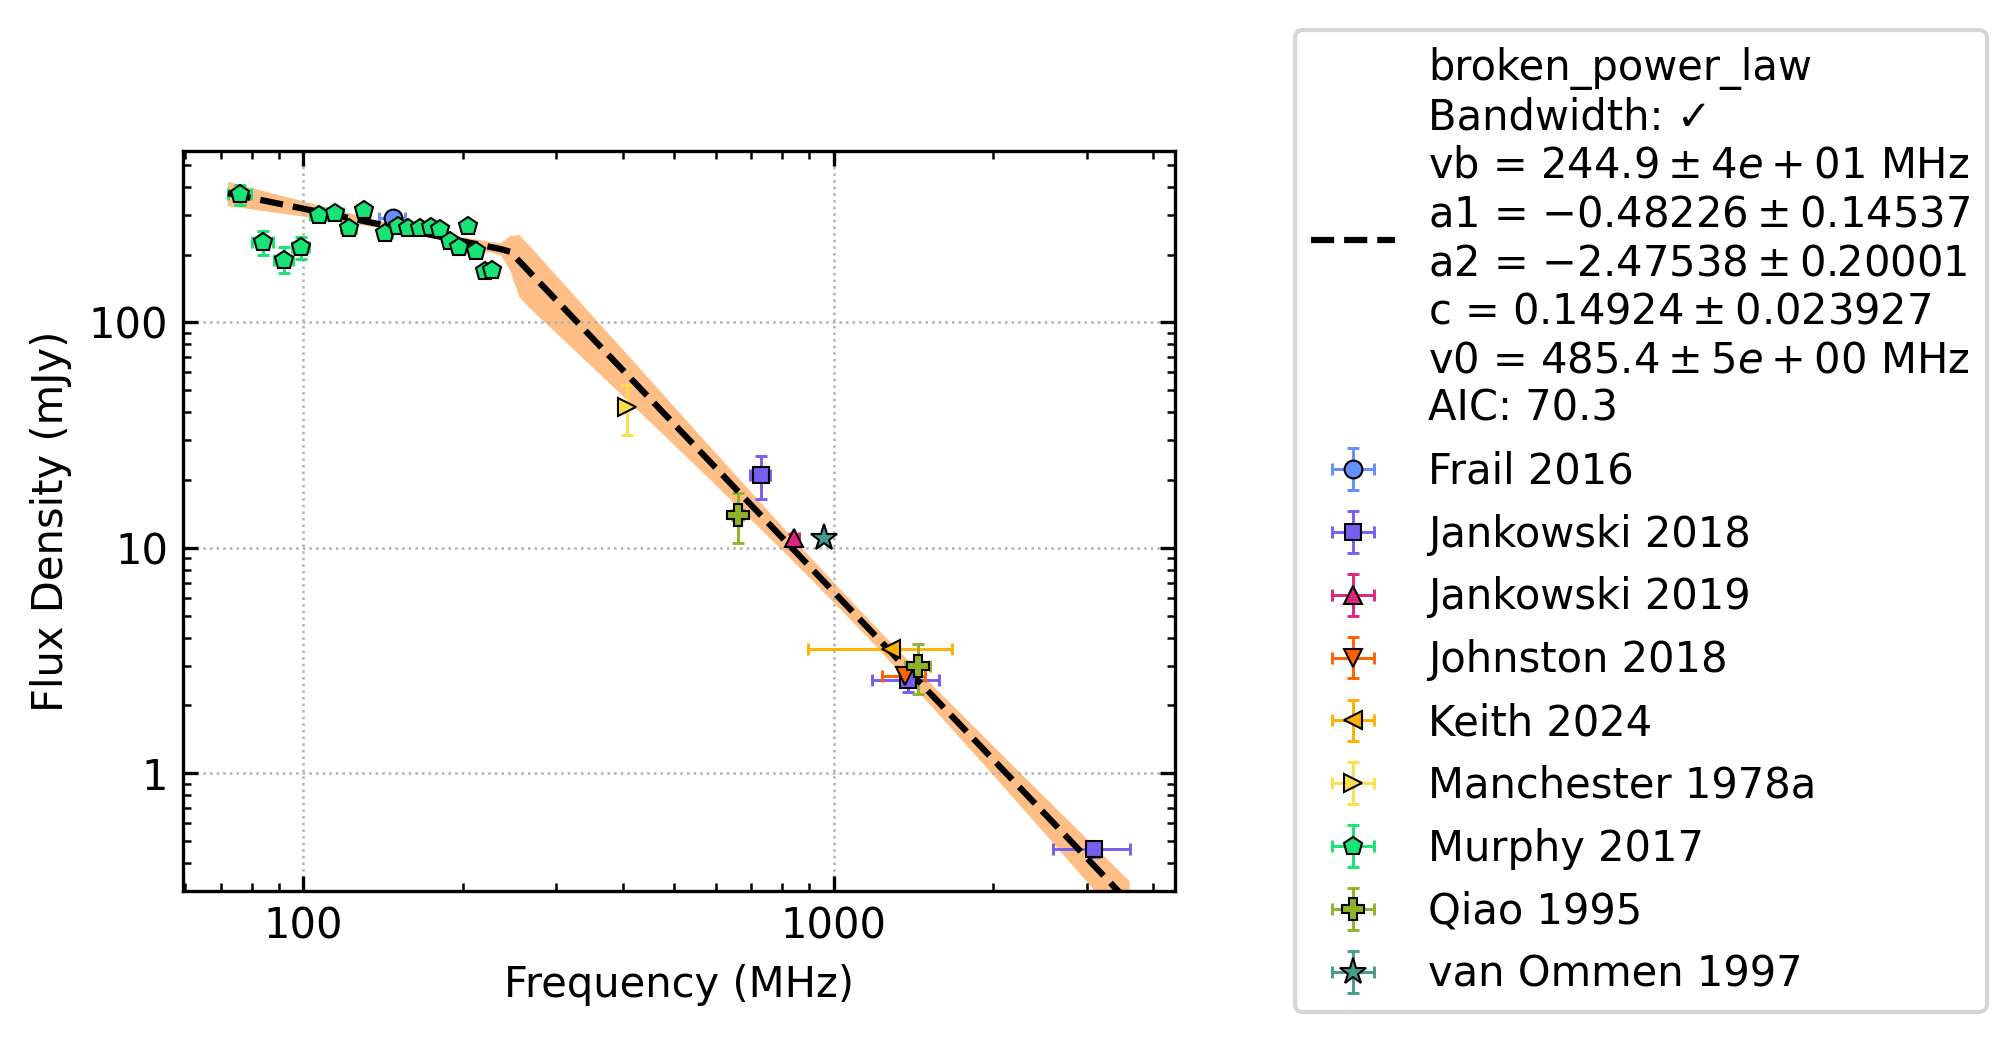 broken_power_law
Bandwidth: ✓
vb = 244.9 ± 4e + 01 MHz
a1 = −0.48226 ± 0.14537
a2 = −2.47538 ± 0.20001
c = 0.14924 ± 0.023927
v0 = 485.4 ± 5e + 00 MHz
AIC: 70.3
Frail 2016
Jankowski 2018
Jankowski 2019
Johnston 2018
Keith 2024
Manchester 1978a
Murphy 2017
Qiao 1995
van Ommen 1997
Flux Density (mJy)
100
10
1
100
1000
Frequency (MHz)